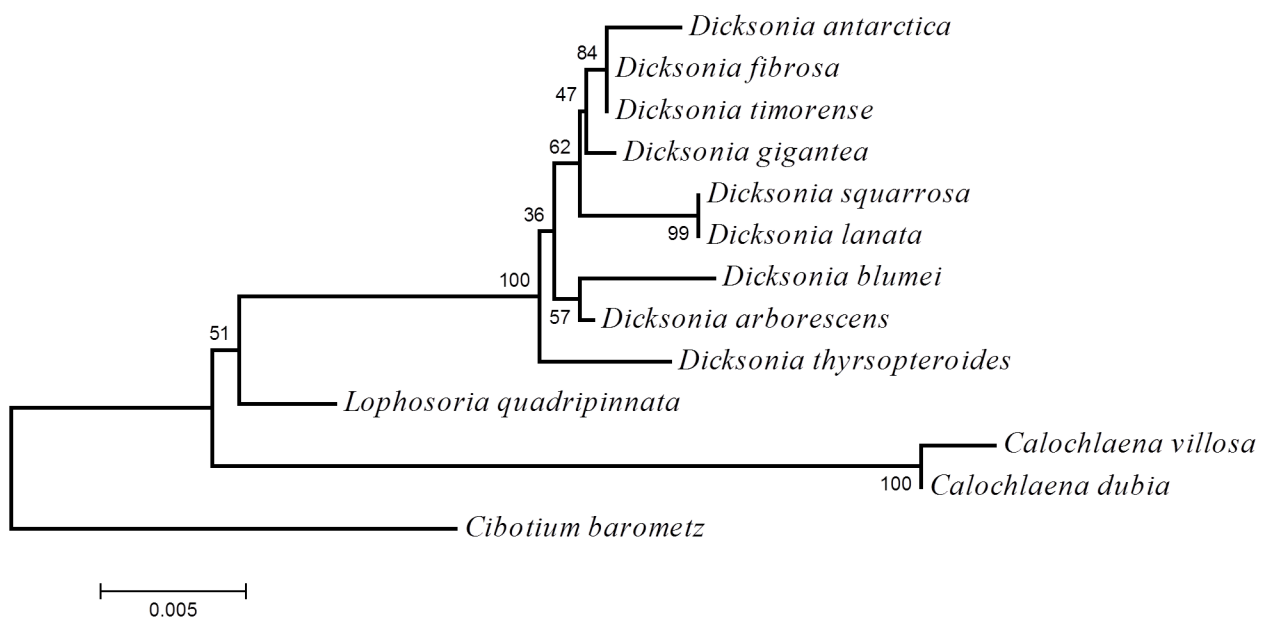 Dicksonia antarctica
84
Dicksonia fibrosa
47
Dicksonia timorense
62
Dicksonia gigantea
Dicksonia squarrosa
36
99
Dicksonia lanata
100
Dicksonia blumei
57
Dicksonia arborescens
51
Dicksonia thyrsopteroides
Lophosoria quadripinnata
Calochlaena villosa
100
Calochlaena dubia
Cibotium barometz
0.005